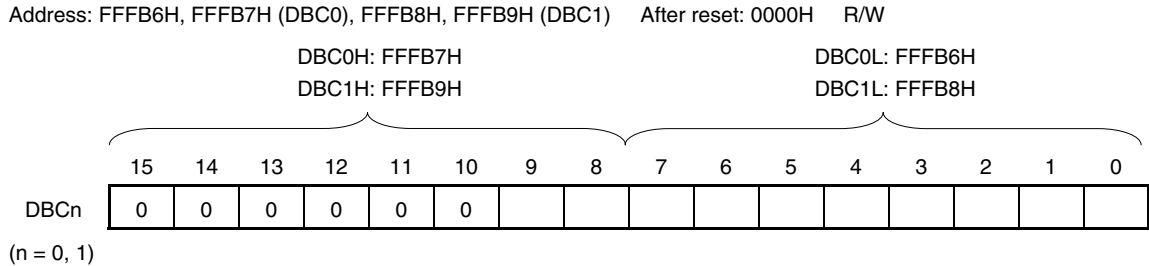 Address: FFFB6H, FFFB7H (DBC0), FFFB8H, FFFB9H (DBC1) After reset: 0000H R/W
DBC0H: FFFB7H DBC0L: FFFB6H
DBC1H: FFFB9H DBC1L: FFFB8H
15 14 13 12 11 10 9 8 7 6 5 4 3 2 1 0
DBCn 0 0 0 0 0 0
(n = 0, 1)